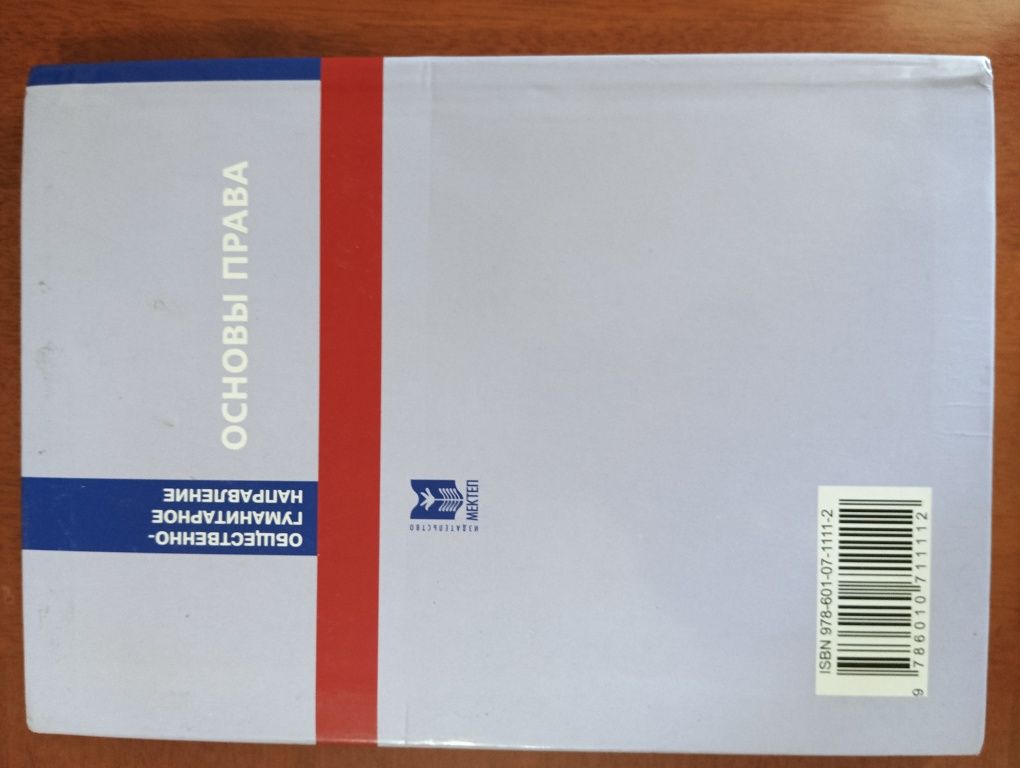 ОСНОВЫ ПРАВА
ОБЩЕСТВЕННО-
ГУМАНИТАРНОЕ
НАПРАВЛЕНИЕ
ИЗДАТЕЛЬСТВО
МЕКТЕП
ISBN 978-601-07-1111-2
9 786010 711112